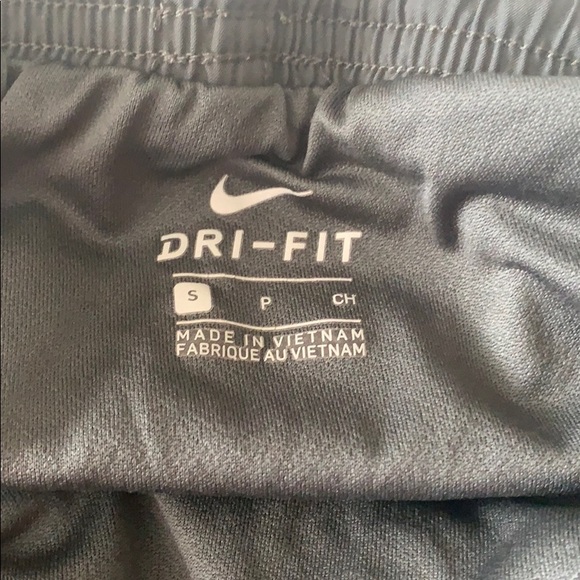 DRI-FIT
S P CH
MADE IN VIETNAM
FABRIQUE AU VIETNAM